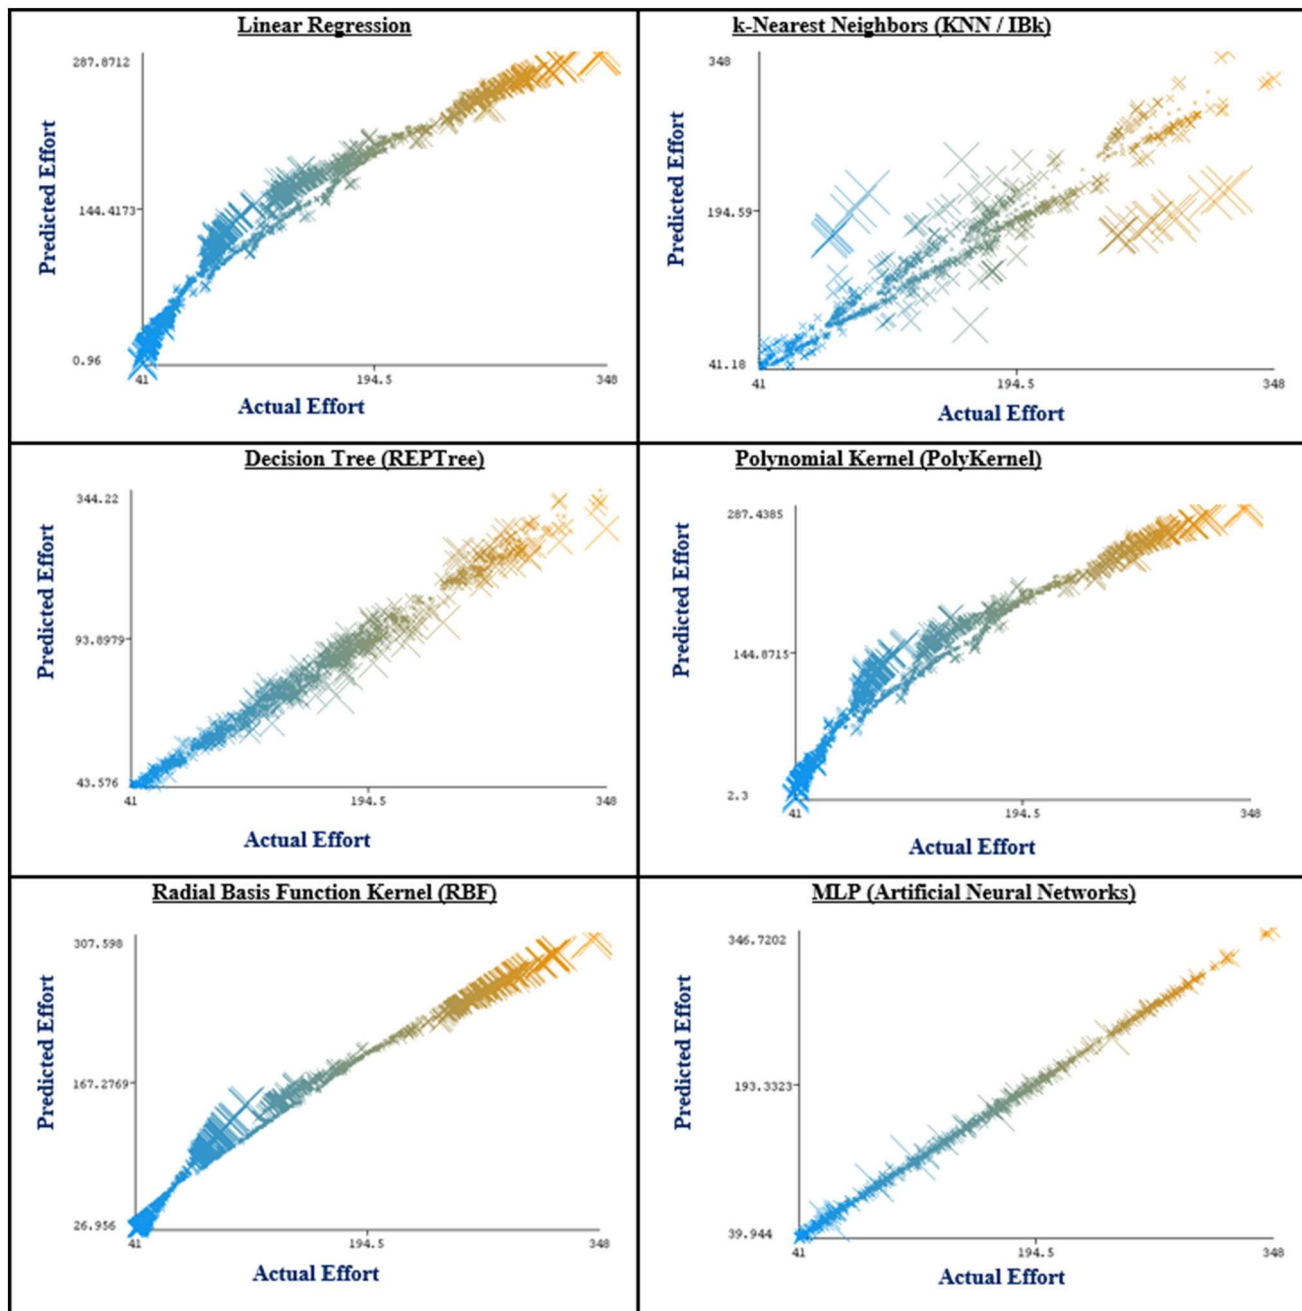 Linear Regression
287.8712
144.4173
0.96
41
194.5
348
Predicted Effort
Actual Effort
k-Nearest Neighbors (KNN / IBk)
348
194.59
41.18
41
194.5
348
Predicted Effort
Actual Effort
Decision Tree (REPTree)
344.22
93.8979
43.576
41
194.5
348
Predicted Effort
Actual Effort
Polynomial Kernel (PolyKernel)
287.4385
144.8715
2.3
41
194.5
348
Predicted Effort
Actual Effort
Radial Basis Function Kernel (RBF)
307.598
167.2769
26.956
41
194.5
348
Predicted Effort
Actual Effort
MLP (Artificial Neural Networks)
346.7202
193.3323
39.944
41
194.5
348
Predicted Effort
Actual Effort